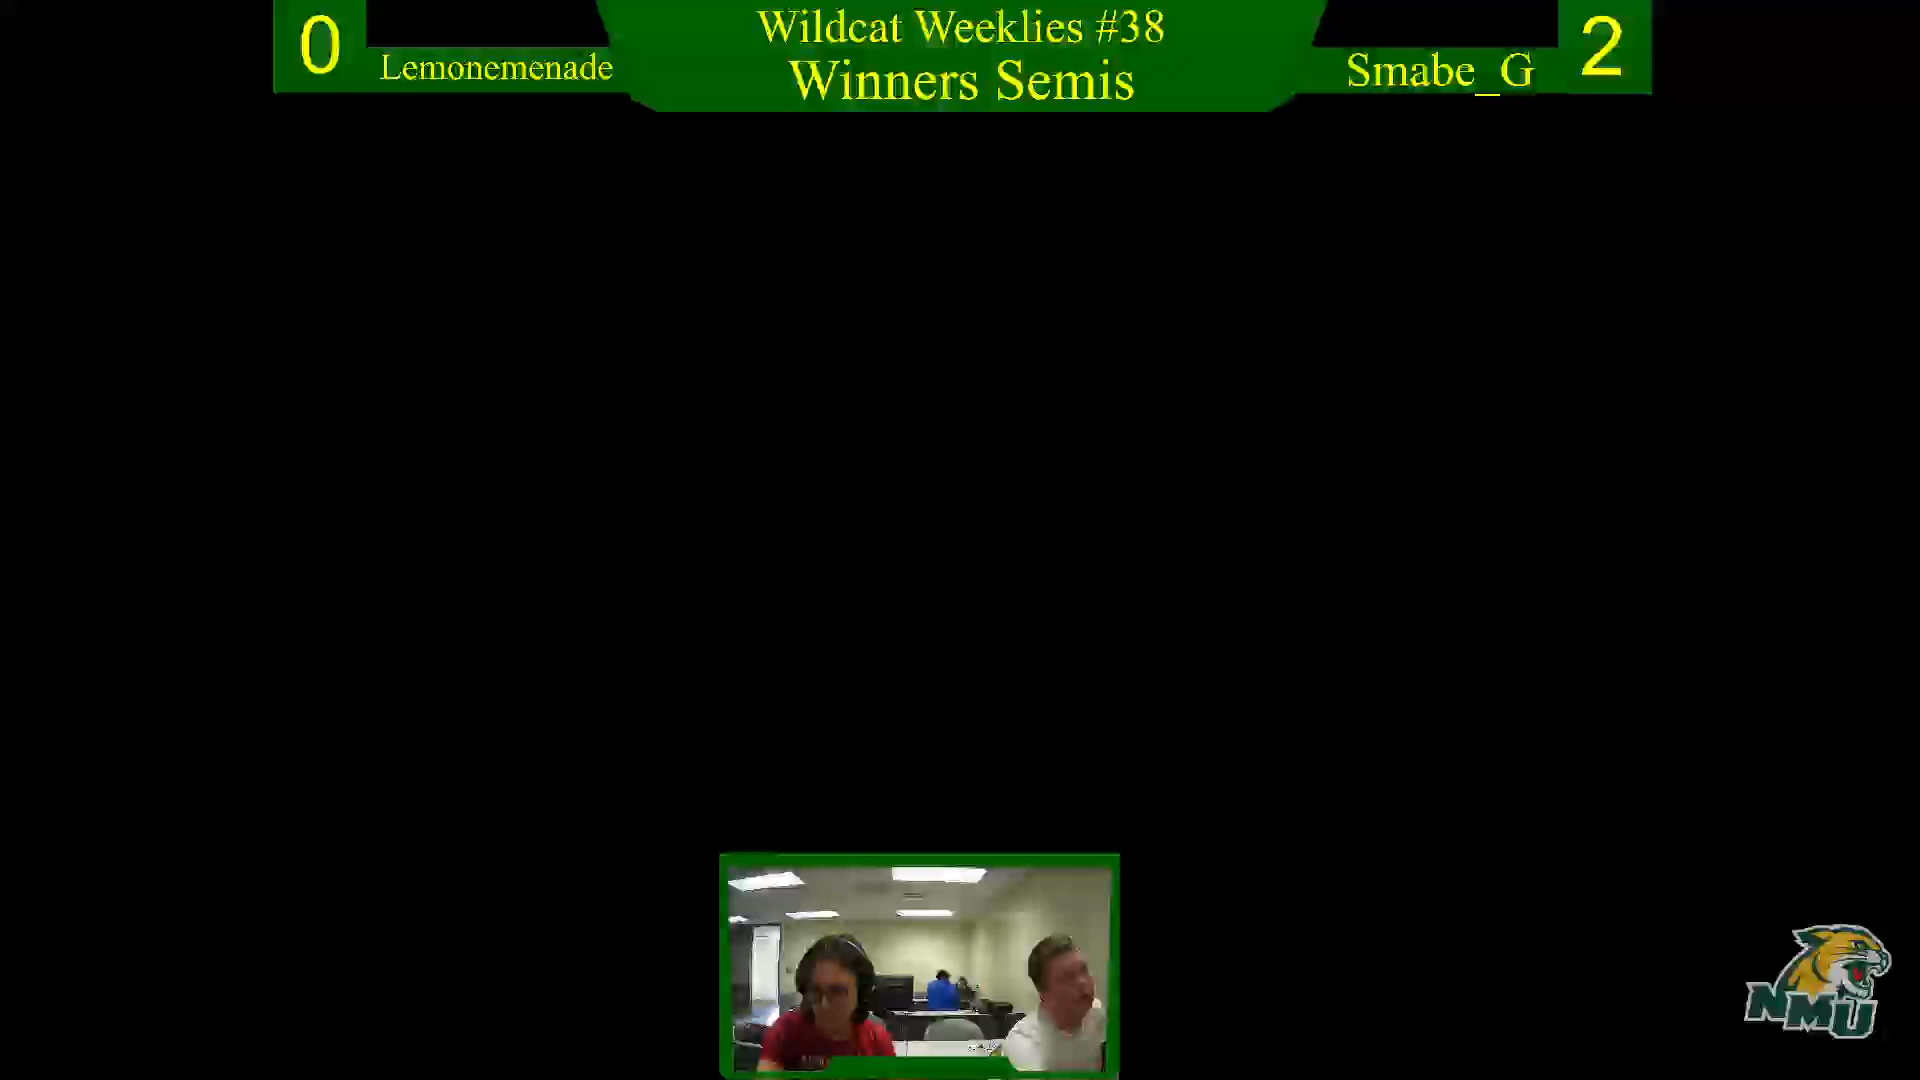 0
Lemonemenade
Wildcat Weeklies #38
Winners Semis
Smabe_G
2
NMU